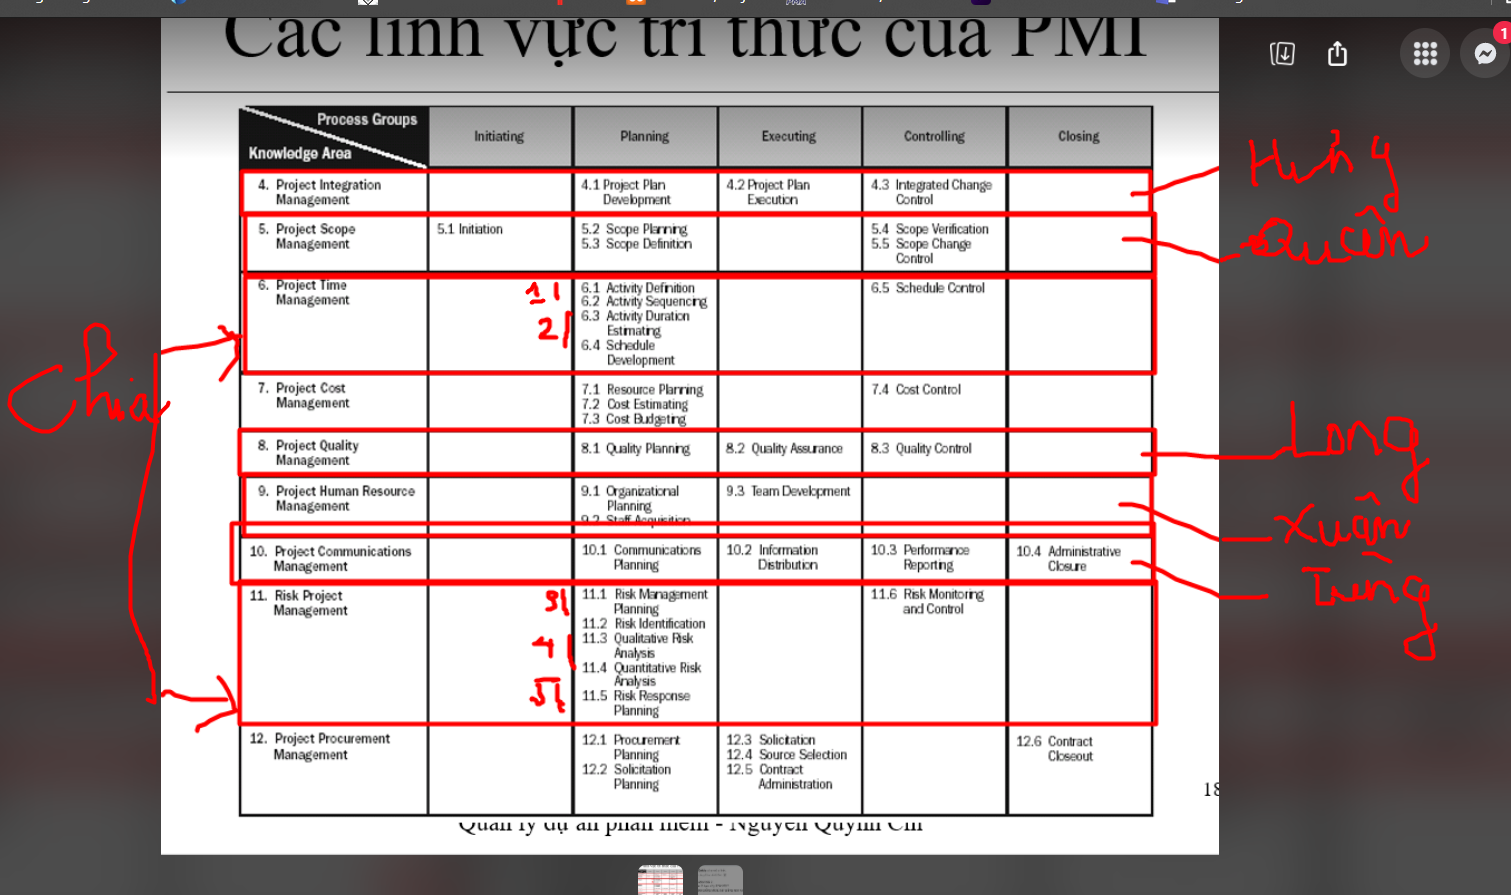 Các lĩnh vực tri thức của PMI
1
Process Groups
Knowledge Area
Initiating
Planning
Executing
Controlling
Closing
4. Project Integration
Management
4.1 Project Plan
Development
4.2 Project Plan
Execution
4.3 Integrated Change
Control
Hưng
5. Project Scope
Management
5.1 Initiation
5.2 Scope Planning
5.3 Scope Definition
5.4 Scope Verification
5.5 Scope Change
Control
Quân
6. Project Time
Management
1
2
6.1 Activity Definition
6.2 Activity Sequencing
6.3 Activity Duration
Estimating
6.4 Schedule
Development
6.5 Schedule Control
Chia
7. Project Cost
Management
7.1 Resource Planning
7.2 Cost Estimating
7.3 Cost Budgeting
7.4 Cost Control
8. Project Quality
Management
8.1 Quality Planning
8.2 Quality Assurance
8.3 Quality Control
Long
9. Project Human Resource
Management
9.1 Organizational
Planning
9.2 Staff Acquisition
9.3 Team Development
Xuân
10. Project Communications
Management
10.1 Communications
Planning
10.2 Information
Distribution
10.3 Performance
Reporting
10.4 Administrative
Closure
Tùng
11. Risk Project
Management
3
4
5
11.1 Risk Management
Planning
11.2 Risk Identification
11.3 Qualitative Risk
Analysis
11.4 Quantitative Risk
Analysis
11.5 Risk Response
Planning
11.6 Risk Monitoring
and Control
12. Project Procurement
Management
12.1 Procurement
Planning
12.2 Solicitation
Planning
12.3 Solicitation
12.4 Source Selection
12.5 Contract
Administration
12.6 Contract
Closeout
18
Quản lý dự án phần mềm - Nguyễn Quỳnh Chi